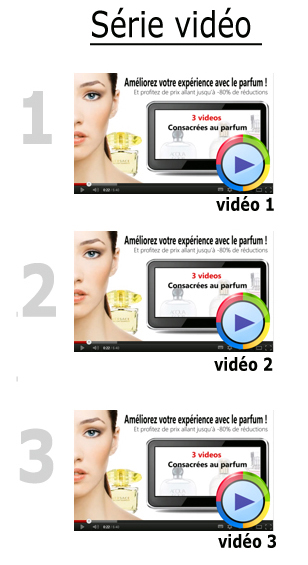 Série vidéo
1
Améliorez votre expérience avec le parfum !
Et profitez de prix allant jusqu'à -80% de réductions
3 videos
Consacrées au parfum
vidéo 1
2
Améliorez votre expérience avec le parfum !
Et profitez de prix allant jusqu'à -80% de réductions
3 videos
Consacrées au parfum
vidéo 2
3
Améliorez votre expérience avec le parfum !
Et profitez de prix allant jusqu'à -80% de réductions
3 videos
Consacrées au parfum
vidéo 3